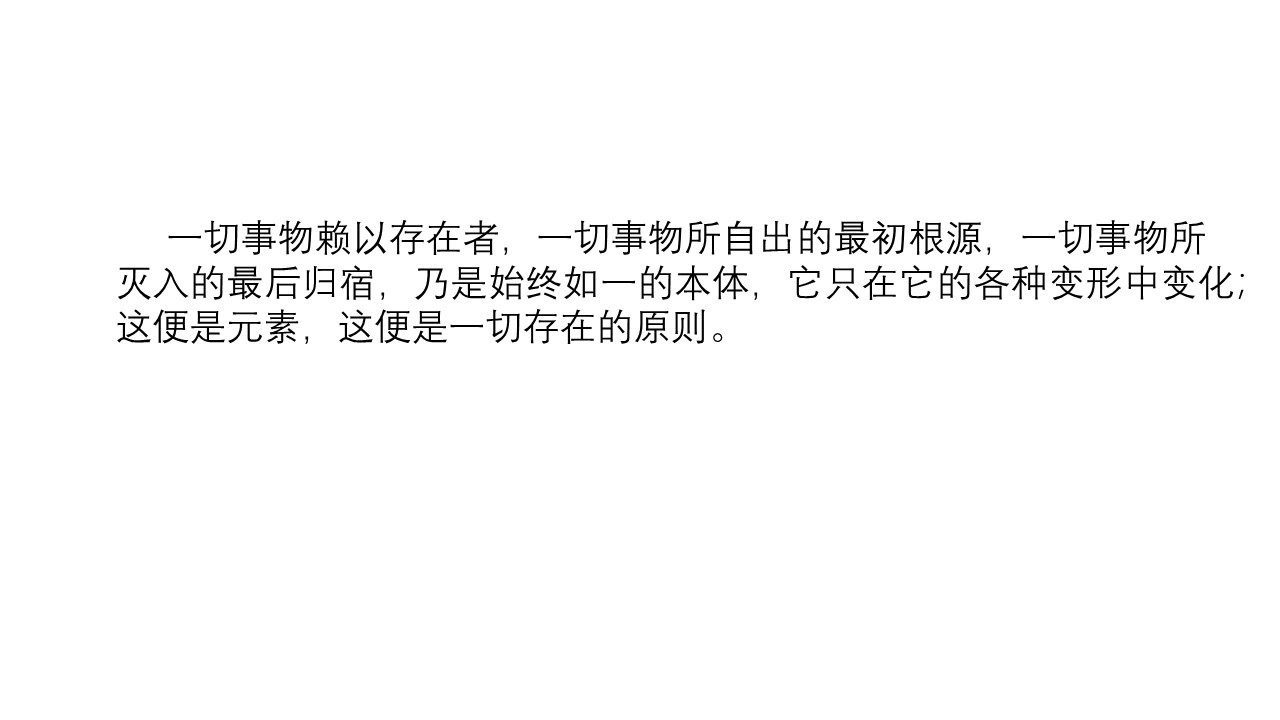 一切事物赖以存在者，一切事物所自出的最初根源，一切事物所
灭入的最后归宿，乃是始终如一的本体，它只在它的各种变形中变化；
这便是元素，这便是一切存在的原则。